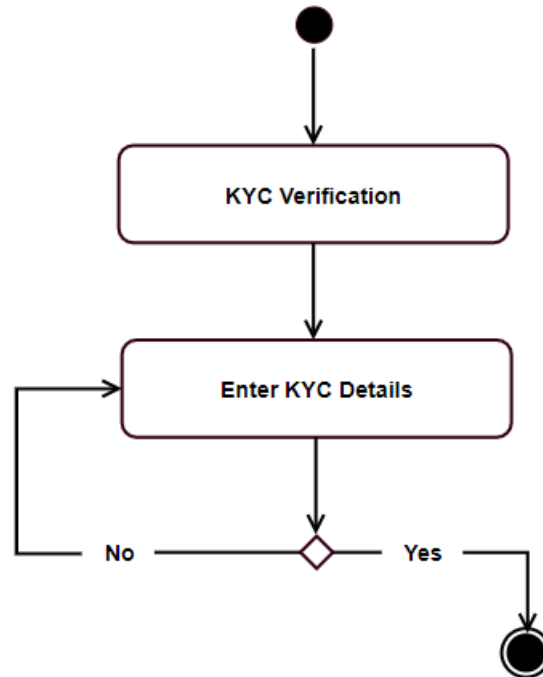 KYC Verification
Enter KYC Details
No
Yes